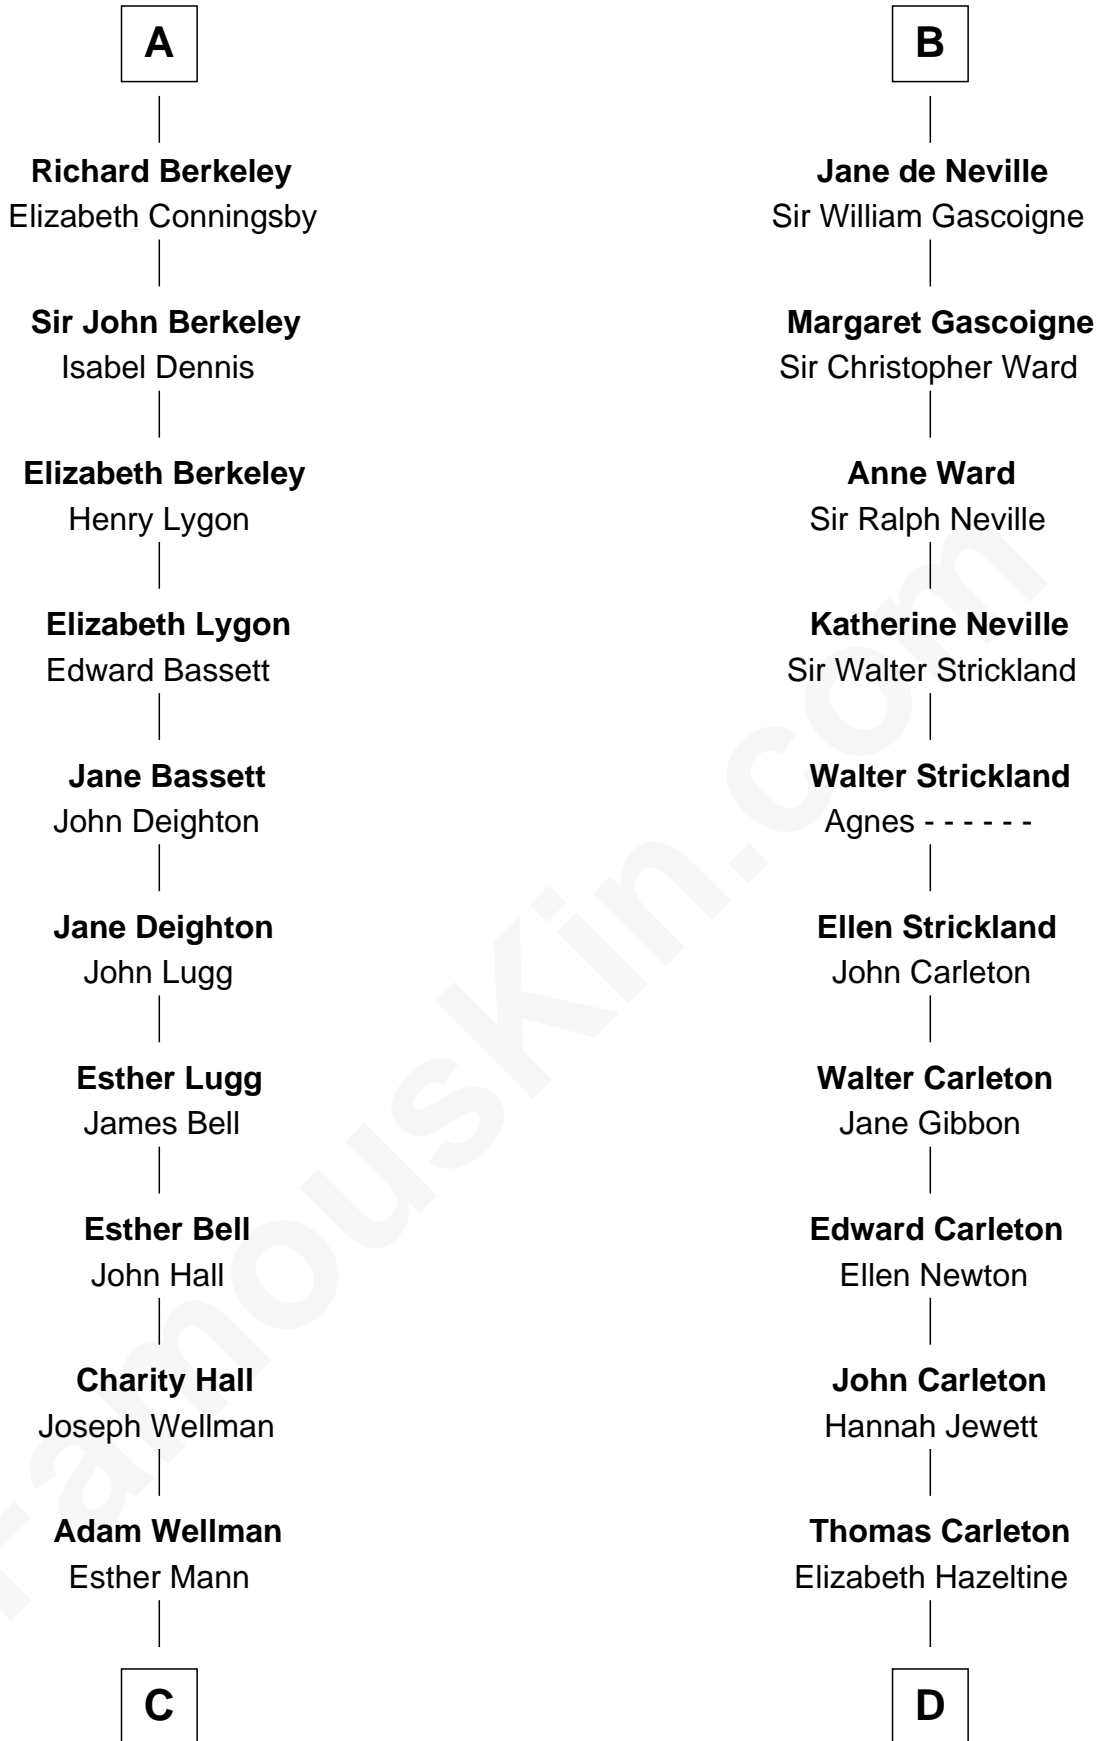 A
Richard Berkeley
Elizabeth Conningsby
Sir John Berkeley
Isabel Dennis
Elizabeth Berkeley
Henry Lygon
Elizabeth Lygon
Edward Bassett
Jane Bassett
John Deighton
Jane Deighton
John Lugg
Esther Lugg
James Bell
Esther Bell
John Hall
Charity Hall
Joseph Wellman
Adam Wellman
Esther Mann
C
B
Jane de Neville
Sir William Gascoigne
Margaret Gascoigne
Sir Christopher Ward
Anne Ward
Sir Ralph Neville
Katherine Neville
Sir Walter Strickland
Walter Strickland
Agnes - - - - - -
Ellen Strickland
John Carleton
Walter Carleton
Jane Gibbon
Edward Carleton
Ellen Newton
John Carleton
Hannah Jewett
Thomas Carleton
Elizabeth Hazeltine
D
FamousKin.com